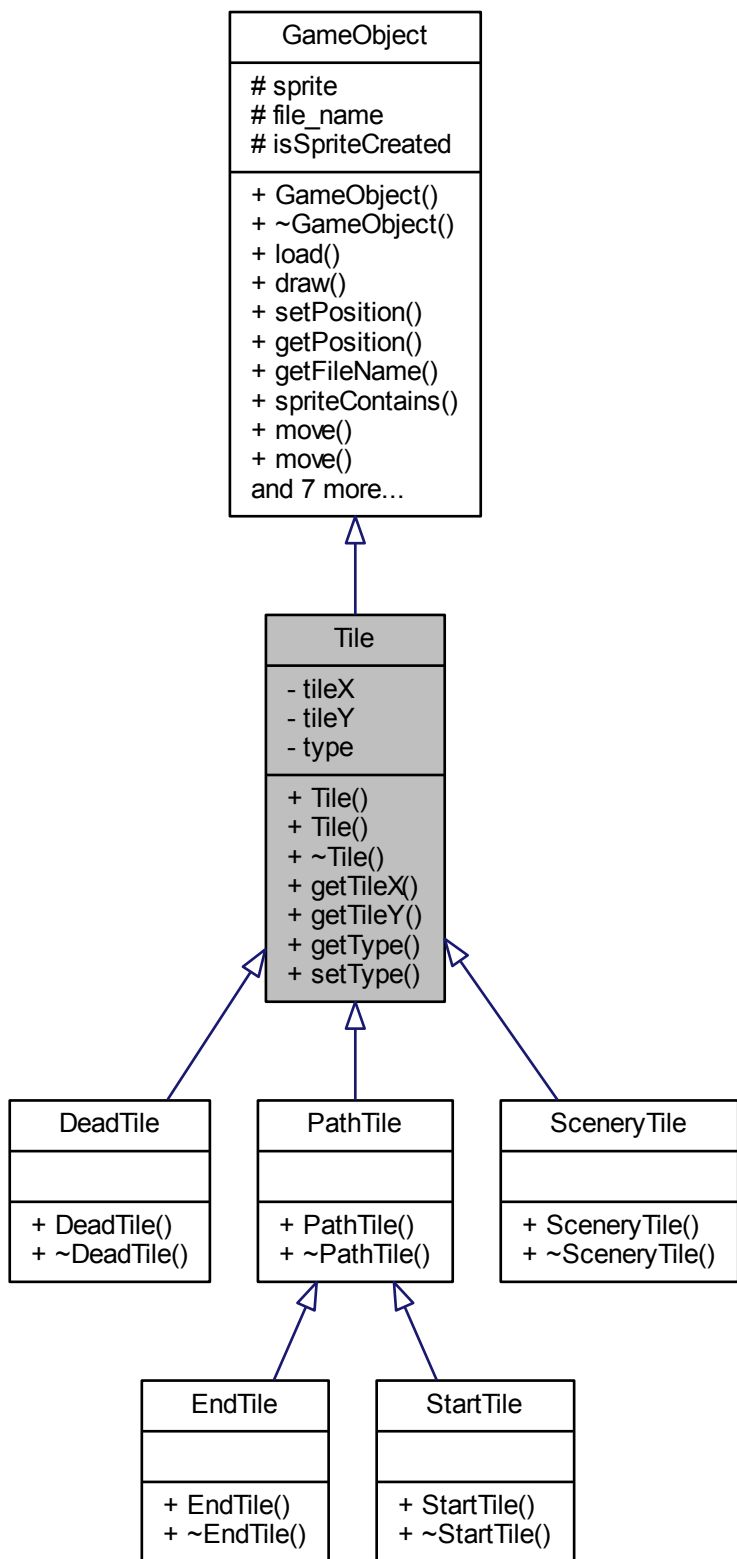 GameObject
# sprite
# file_name
# isSpriteCreated
+ GameObject()
+ ~GameObject()
+ load()
+ draw()
+ setPosition()
+ getPosition()
+ getFileName()
+ spriteContains()
+ move()
+ move()
and 7 more...
Tile
- tileX
- tileY
- type
+ Tile()
+ Tile()
+ ~Tile()
+ getTileX()
+ getTileY()
+ getType()
+ setType()
DeadTile
+ DeadTile()
+ ~DeadTile()
PathTile
+ PathTile()
+ ~PathTile()
SceneryTile
+ SceneryTile()
+ ~SceneryTile()
EndTile
+ EndTile()
+ ~EndTile()
StartTile
+ StartTile()
+ ~StartTile()